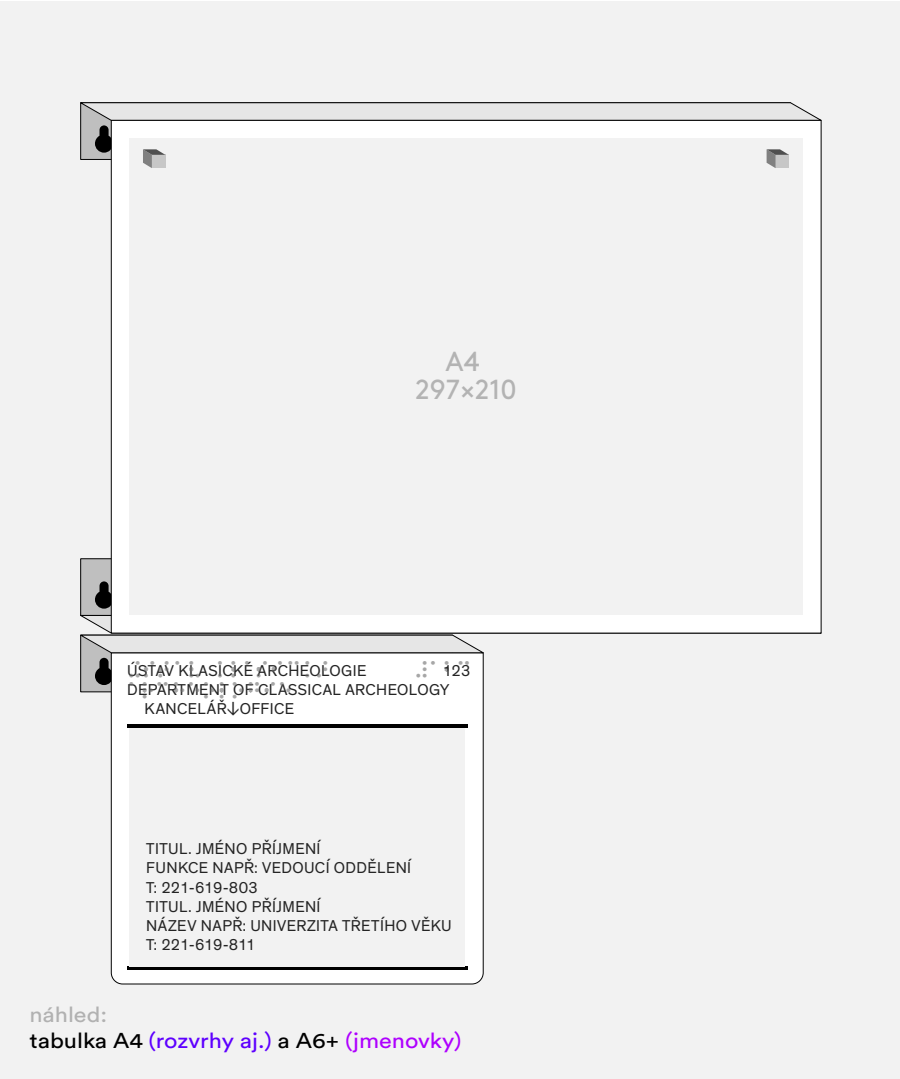 A4
297×210
ÚSTAV KLASICKÉ ARCHEOLOGIE 123
DEPARTMENT OF CLASSICAL ARCHEOLOGY
KANCELÁŘ↓OFFICE
TITUL. JMÉNO PŘÍJMENÍ
FUNKCE NAPŘ: VEDOUCÍ ODDĚLENÍ
T: 221-619-803
TITUL. JMÉNO PŘÍJMENÍ
NÁZEV NAPŘ: UNIVERZITA TŘETÍHO VĚKU
T: 221-619-811
náhled:
tabulka A4 (rozvrhy aj.) a A6+ (jmenovky)